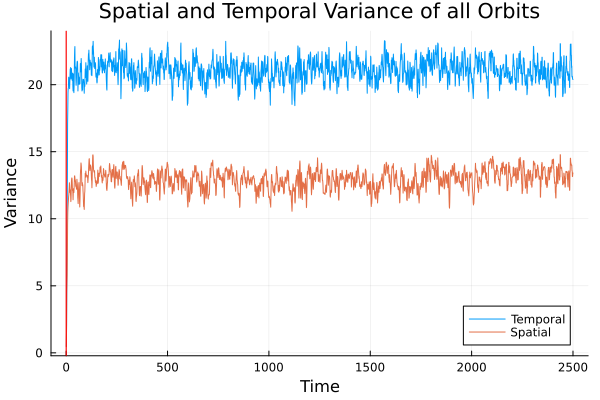 Spatial and Temporal Variance of all Orbits
Variance
20
15
10
5
0
Temporal
Spatial
0 500 1000 1500 2000 2500
Time